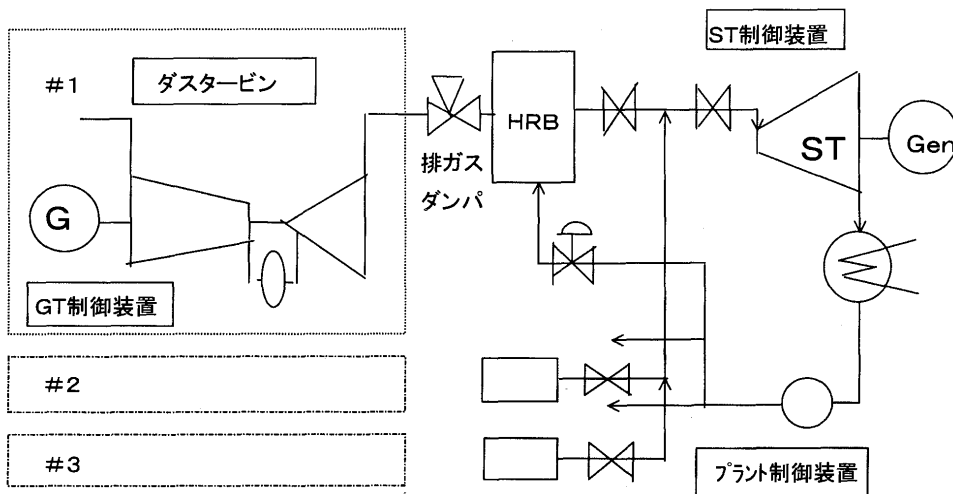 ST制御装置
#1
ダスタービン
HRB
ST
Gen
排ガス
ダンパ
G
GT制御装置
#2
#3
プラント制御装置